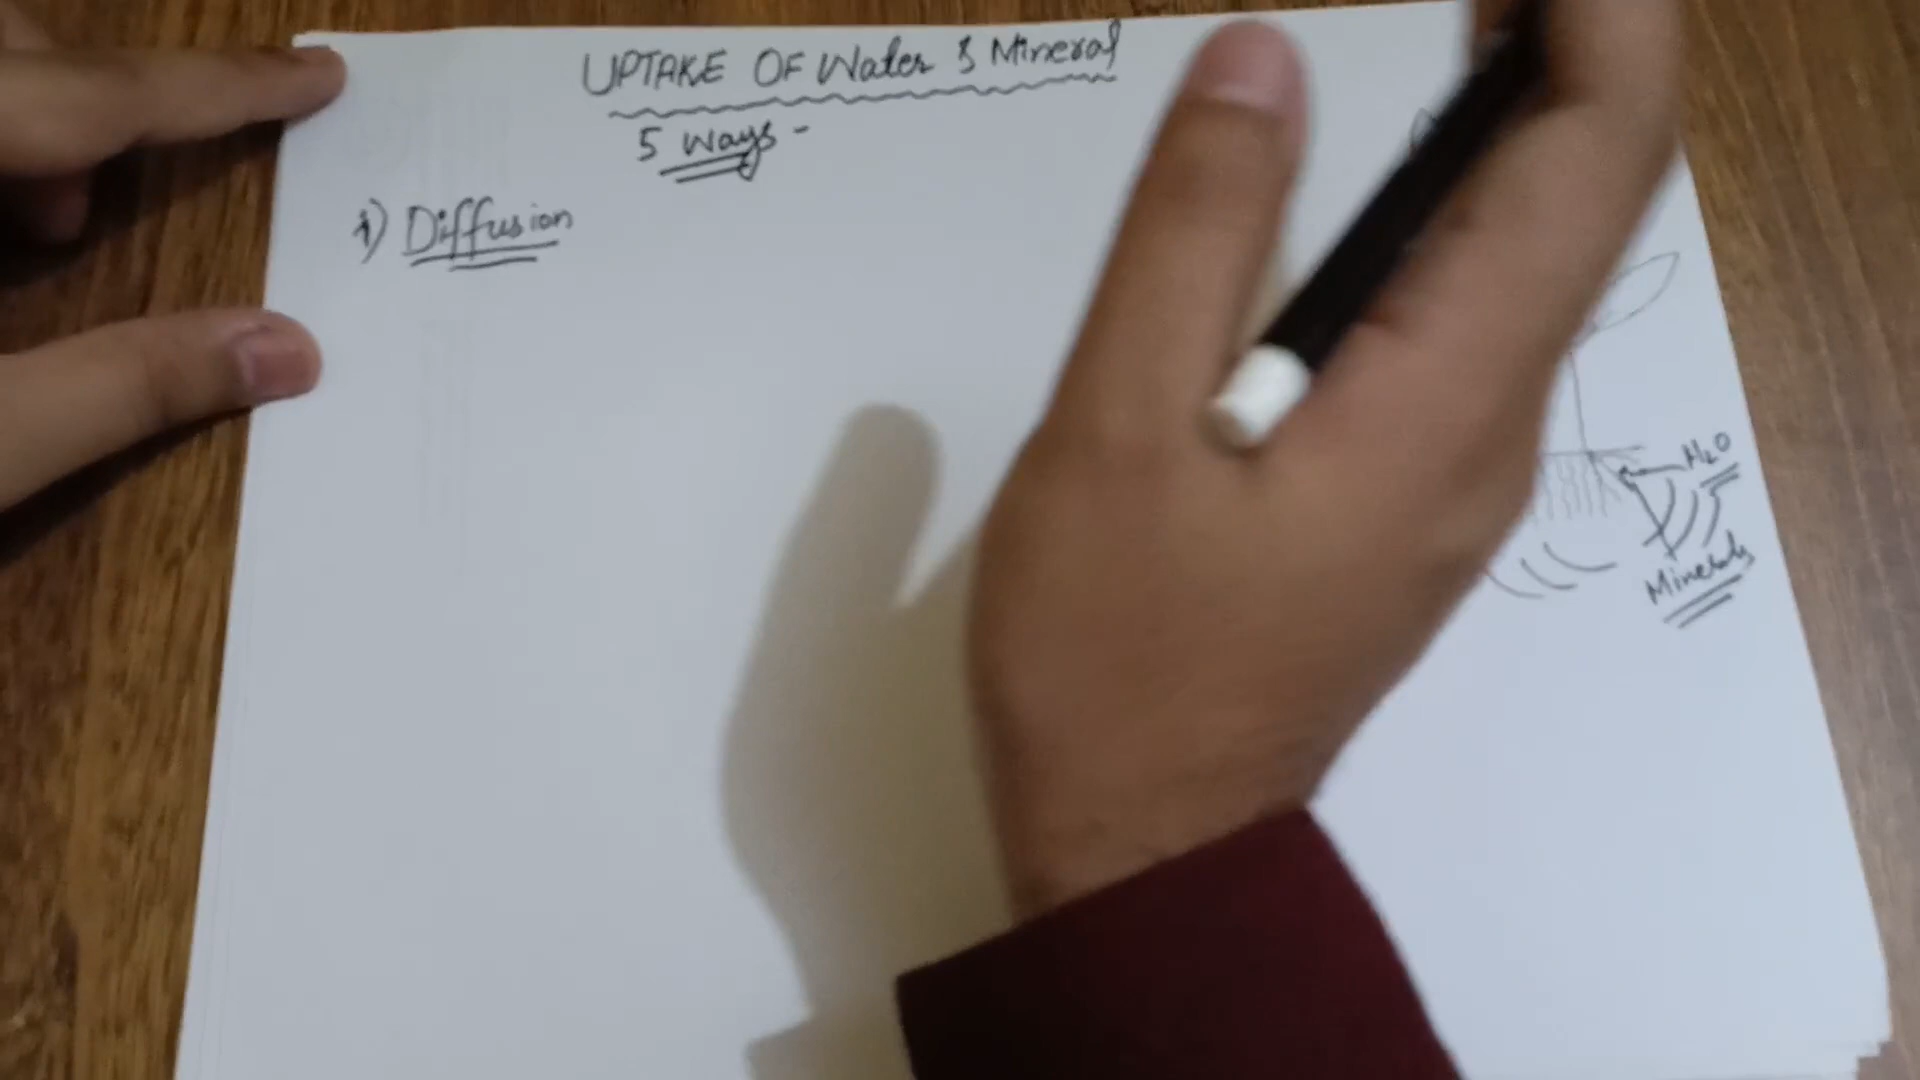 UPTAKE OF Water & Mineral
5 Ways -
i) Diffusion
H2O
Minerals